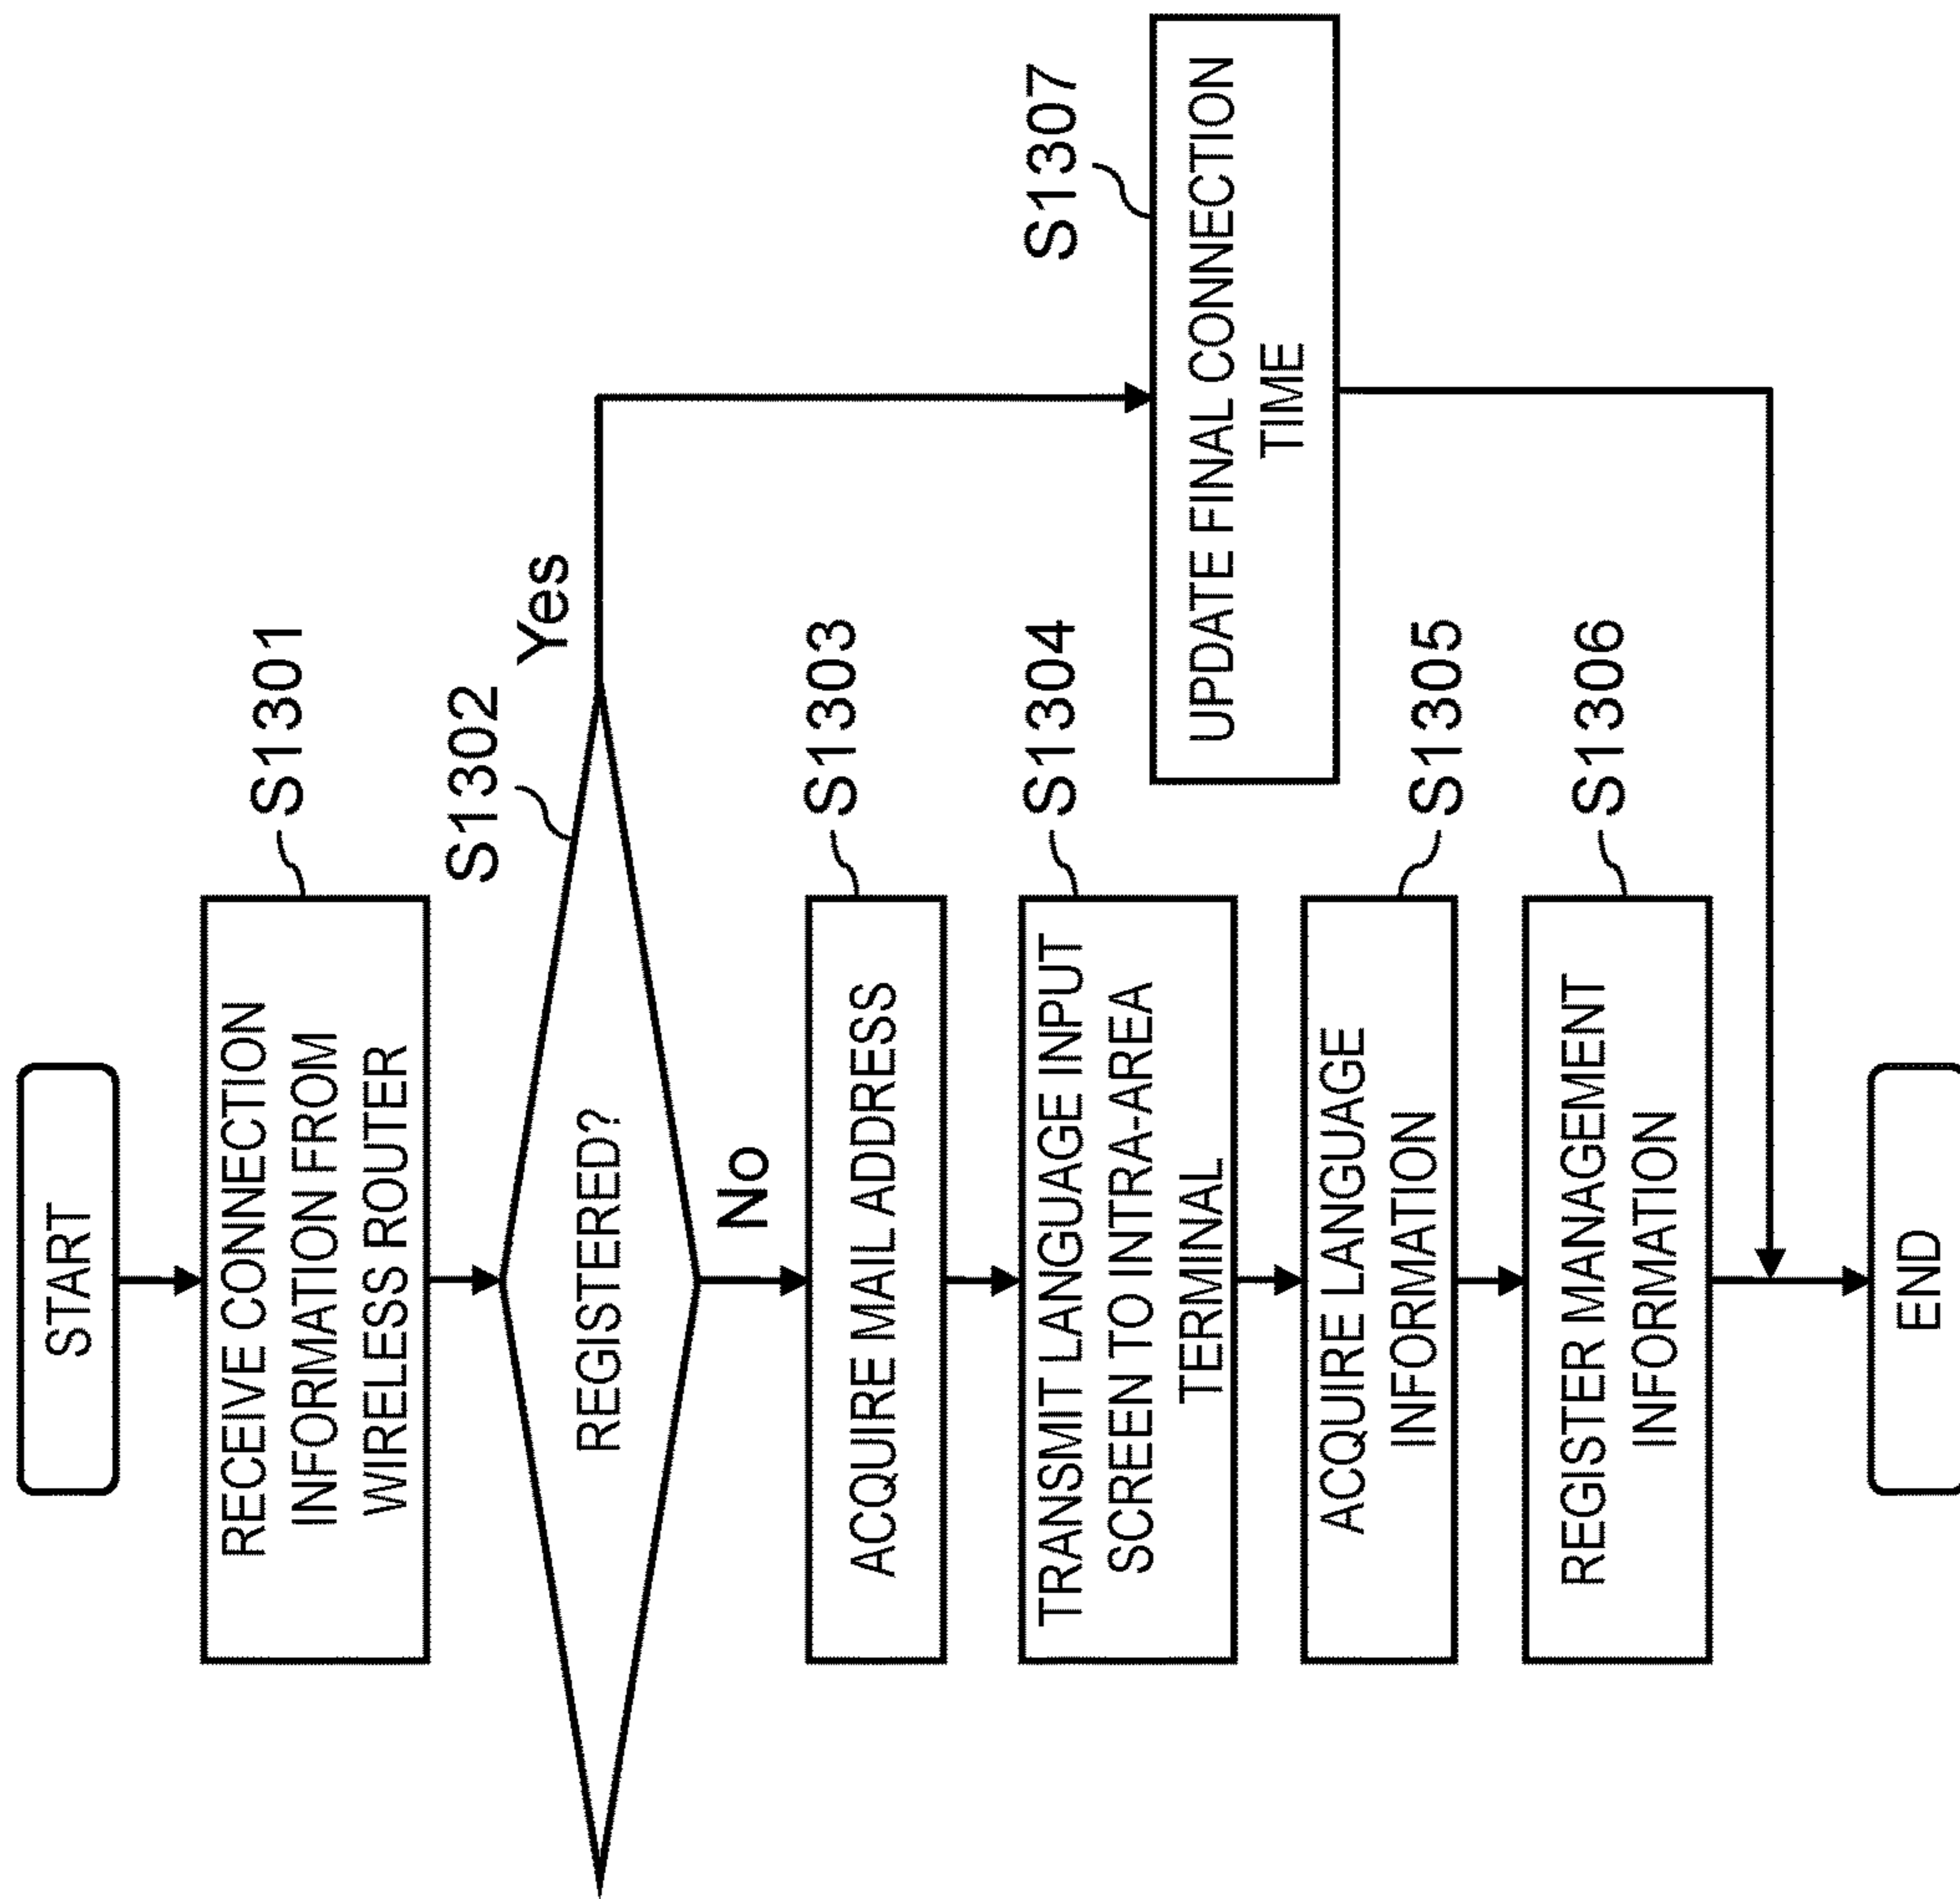 START
S1301
RECEIVE CONNECTION
INFORMATION FROM
WIRELESS ROUTER
S1302
REGISTERED?
Yes
No
S1303
ACQUIRE MAIL ADDRESS
S1304
TRANSMIT LANGUAGE INPUT
SCREEN TO INTRA-AREA
TERMINAL
S1307
UPDATE FINAL CONNECTION
TIME
S1305
ACQUIRE LANGUAGE
INFORMATION
S1306
REGISTER MANAGEMENT
INFORMATION
END